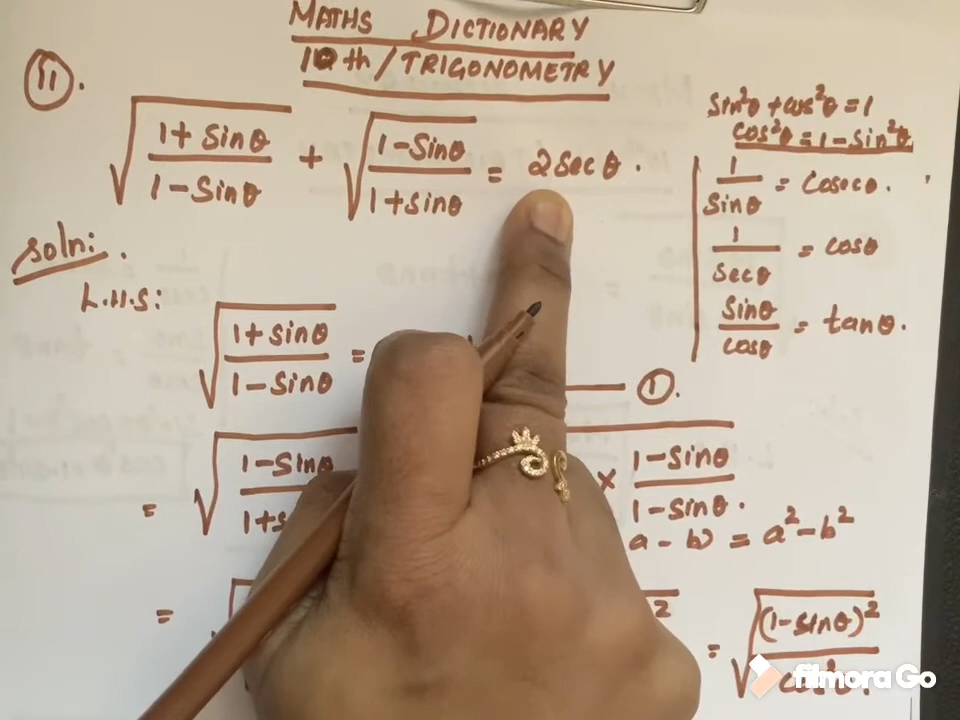 MATHS DICTIONARY
10th / TRIGONOMETRY
11.
√((1+Sinθ)/(1-Sinθ)) + √((1-Sinθ)/(1+sinθ)) = 2secθ.
Sin²θ + cos²θ = 1
cos²θ = 1-Sin²θ
1/Sinθ = Cosecθ.
1/Secθ = cosθ
Sinθ/cosθ = tanθ.
Soln:
L.H.S:
√((1+sinθ)/(1-Sinθ)) =
①.
= √((1-Sinθ)/ × (1-Sinθ)/(1-Sinθ).
a - b = a²-b²
=
2
= √((1-sinθ)²/
filmoraGo